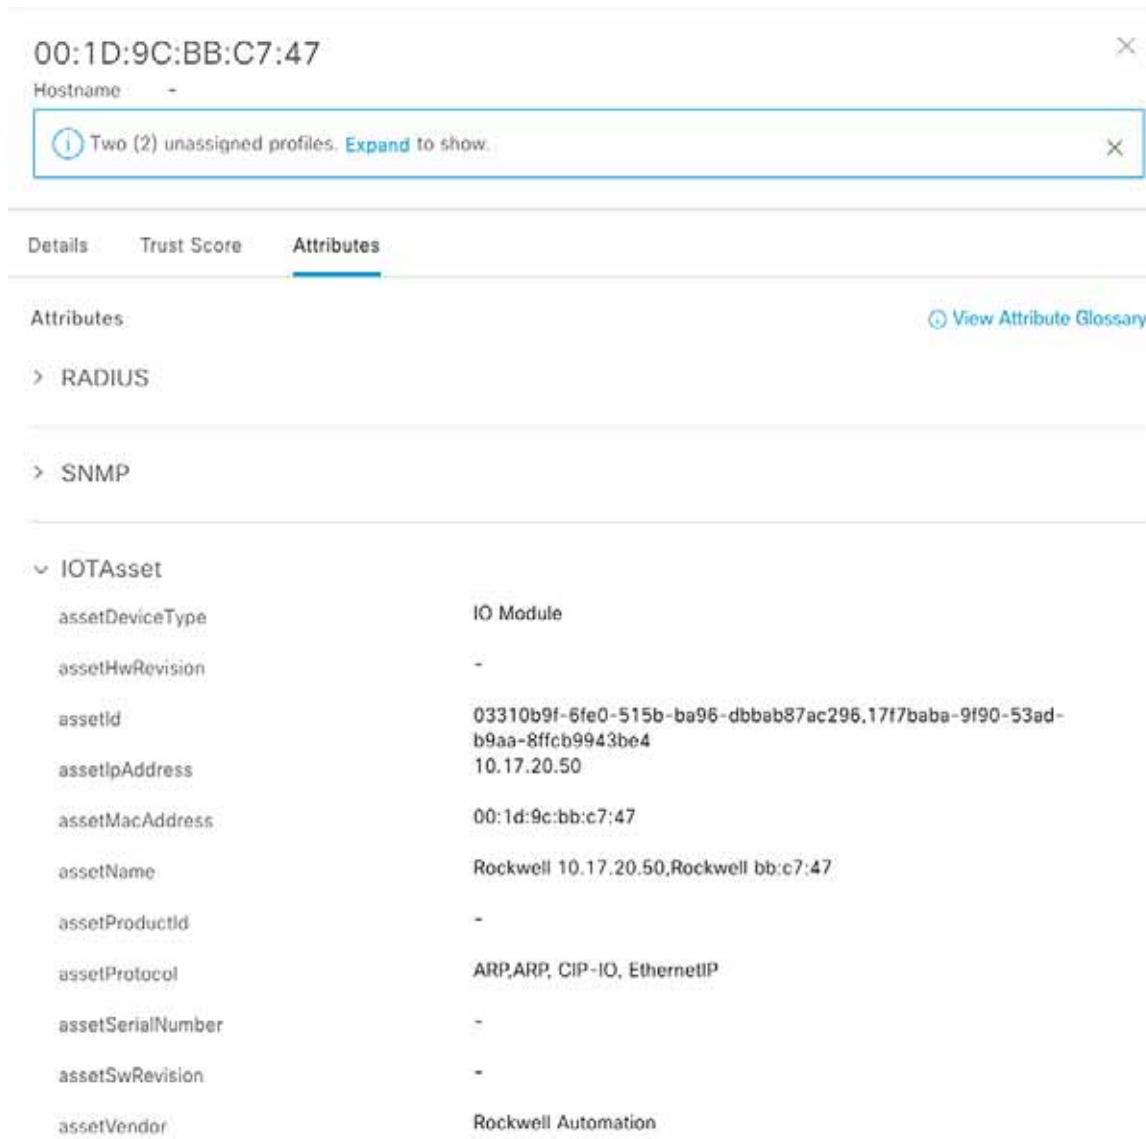 00:1D:9C:BB:C7:47
Hostname -
Two (2) unassigned profiles. Expand to show.
Details Trust Score Attributes
Attributes View Attribute Glossary
RADIUS
SNMP
IOTAsset
assetDeviceType IO Module
assetHwRevision -
assetId 03310b9f-6fe0-515b-ba96-dbbab87ac296,17f7baba-9f90-53ad-
b9aa-8ffcb9943be4
assetIpAddress 10.17.20.50
assetMacAddress 00:1d:9c:bb:c7:47
assetName Rockwell 10.17.20.50,Rockwell bb:c7:47
assetProductId -
assetProtocol ARP,ARP, CIP-IO, EthernetIP
assetSerialNumber -
assetSwRevision -
assetVendor Rockwell Automation